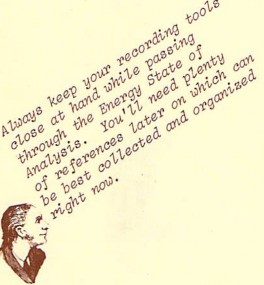 Always keep your recording tools
close at hand while passing
through the Energy State of
Analysis. You'll need plenty
of references later on which can
be best collected and organized
right now.